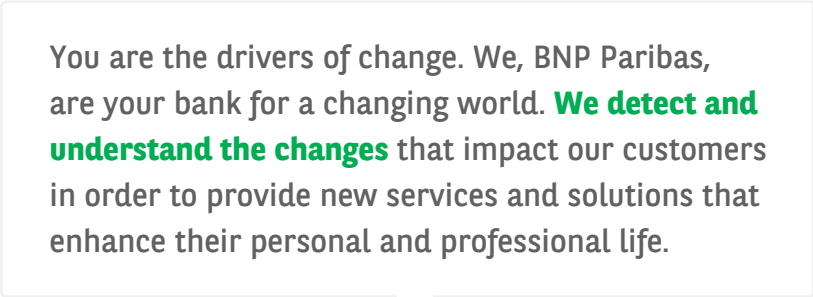 You are the drivers of change. We, BNP Paribas,
are your bank for a changing world. We detect and
understand the changes that impact our customers
in order to provide new services and solutions that
enhance their personal and professional life.